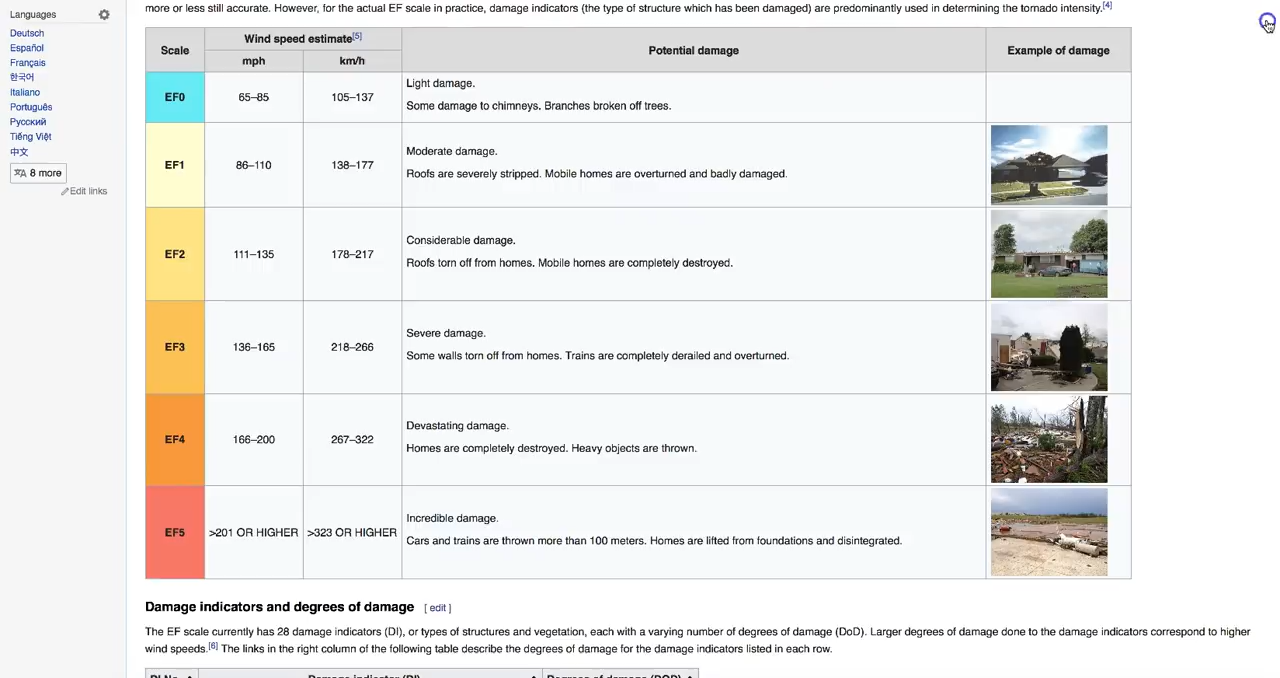 Languages
Deutsch
Español
Français
한국어
Italiano
Português
Русский
Tiếng Việt
中文
8 more
Edit links
more or less still accurate. However, for the actual EF scale in practice, damage indicators (the type of structure which has been damaged) are predominantly used in determining the tornado intensity.[4]
Scale
Wind speed estimate[5]
mph
km/h
Potential damage
Example of damage
EF0
65–85
105–137
Light damage.
Some damage to chimneys. Branches broken off trees.
EF1
86–110
138–177
Moderate damage.
Roofs are severely stripped. Mobile homes are overturned and badly damaged.
EF2
111–135
178–217
Considerable damage.
Roofs torn off from homes. Mobile homes are completely destroyed.
EF3
136–165
218–266
Severe damage.
Some walls torn off from homes. Trains are completely derailed and overturned.
EF4
166–200
267–322
Devastating damage.
Homes are completely destroyed. Heavy objects are thrown.
EF5
>201 OR HIGHER
>323 OR HIGHER
Incredible damage.
Cars and trains are thrown more than 100 meters. Homes are lifted from foundations and disintegrated.
Damage indicators and degrees of damage [ edit ]
The EF scale currently has 28 damage indicators (DI), or types of structures and vegetation, each with a varying number of degrees of damage (DoD). Larger degrees of damage done to the damage indicators correspond to higher
wind speeds.[6] The links in the right column of the following table describe the degrees of damage for the damage indicators listed in each row.
DI No
Damage indicator (DI)
Degrees of damage (DOD)